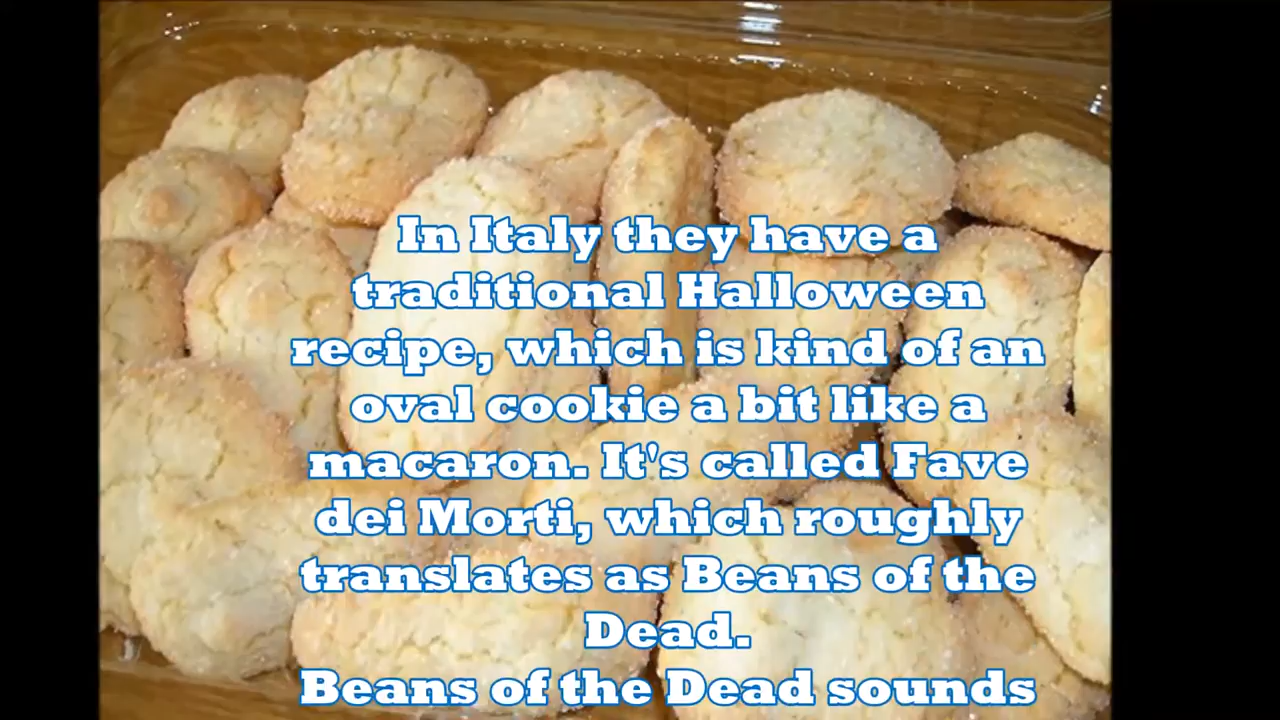 In Italy they have a
traditional Halloween
recipe, which is kind of an
oval cookie a bit like a
macaron. It's called Fave
dei Morti, which roughly
translates as Beans of the
Dead.
Beans of the Dead sounds